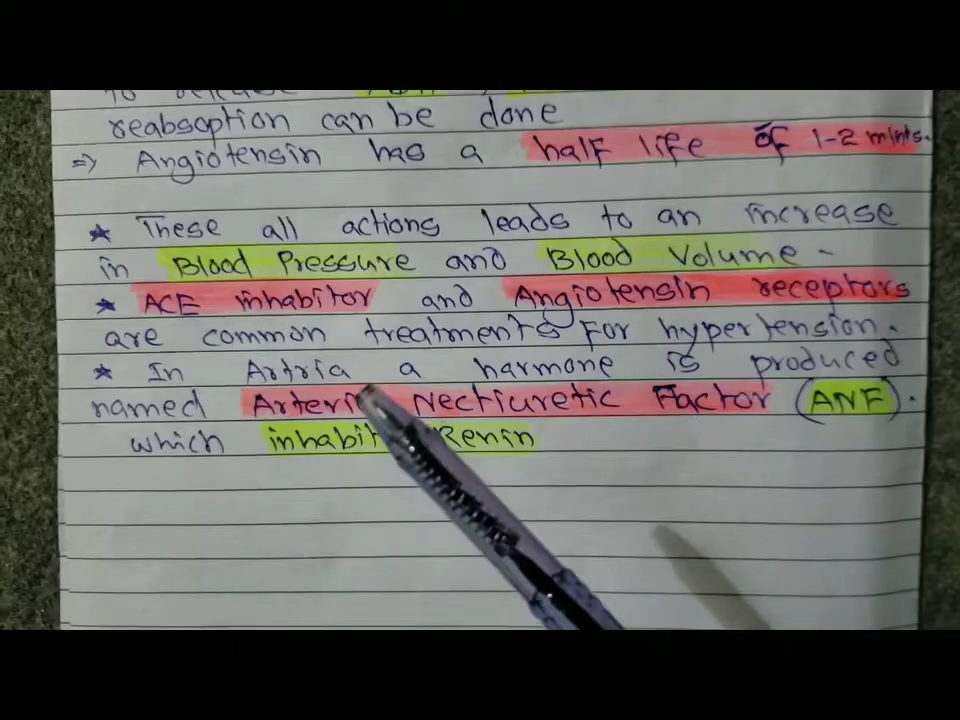 reabsoption can be done
⇒ Angiotensin has a half life of 1-2 mints.
* These all actions leads to an increase
in Blood Pressure and Blood Volume -
* ACE inhabitor and Angiotensin receptors
are common treatments for hypertension.
* In Artria a harmone is produced
named Arteri Nectiuretic Factor (ANF).
which inhabit Renin